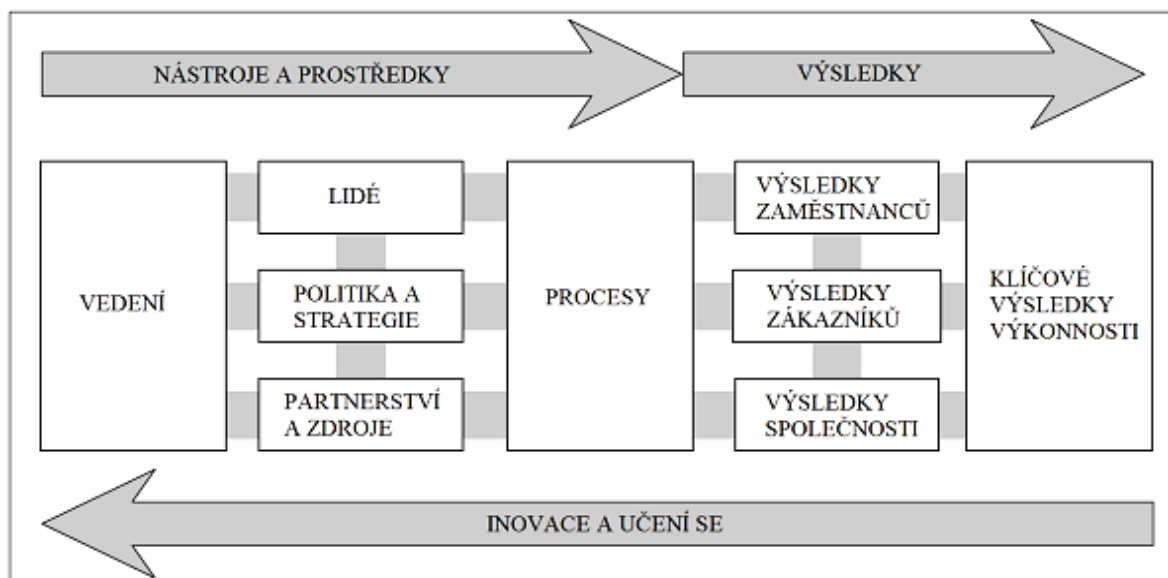 NÁSTROJE A PROSTŘEDKY
VÝSLEDKY
VEDENÍ
LIDÉ
POLITIKA A
STRATEGIE
PARTNERSTVÍ
A ZDROJE
PROCESY
VÝSLEDKY
ZAMĚSTNANCŮ
VÝSLEDKY
ZÁKAZNÍKŮ
VÝSLEDKY
SPOLEČNOSTI
KLÍČOVÉ
VÝSLEDKY
VÝKONNOSTI
INOVACE A UČENÍ SE